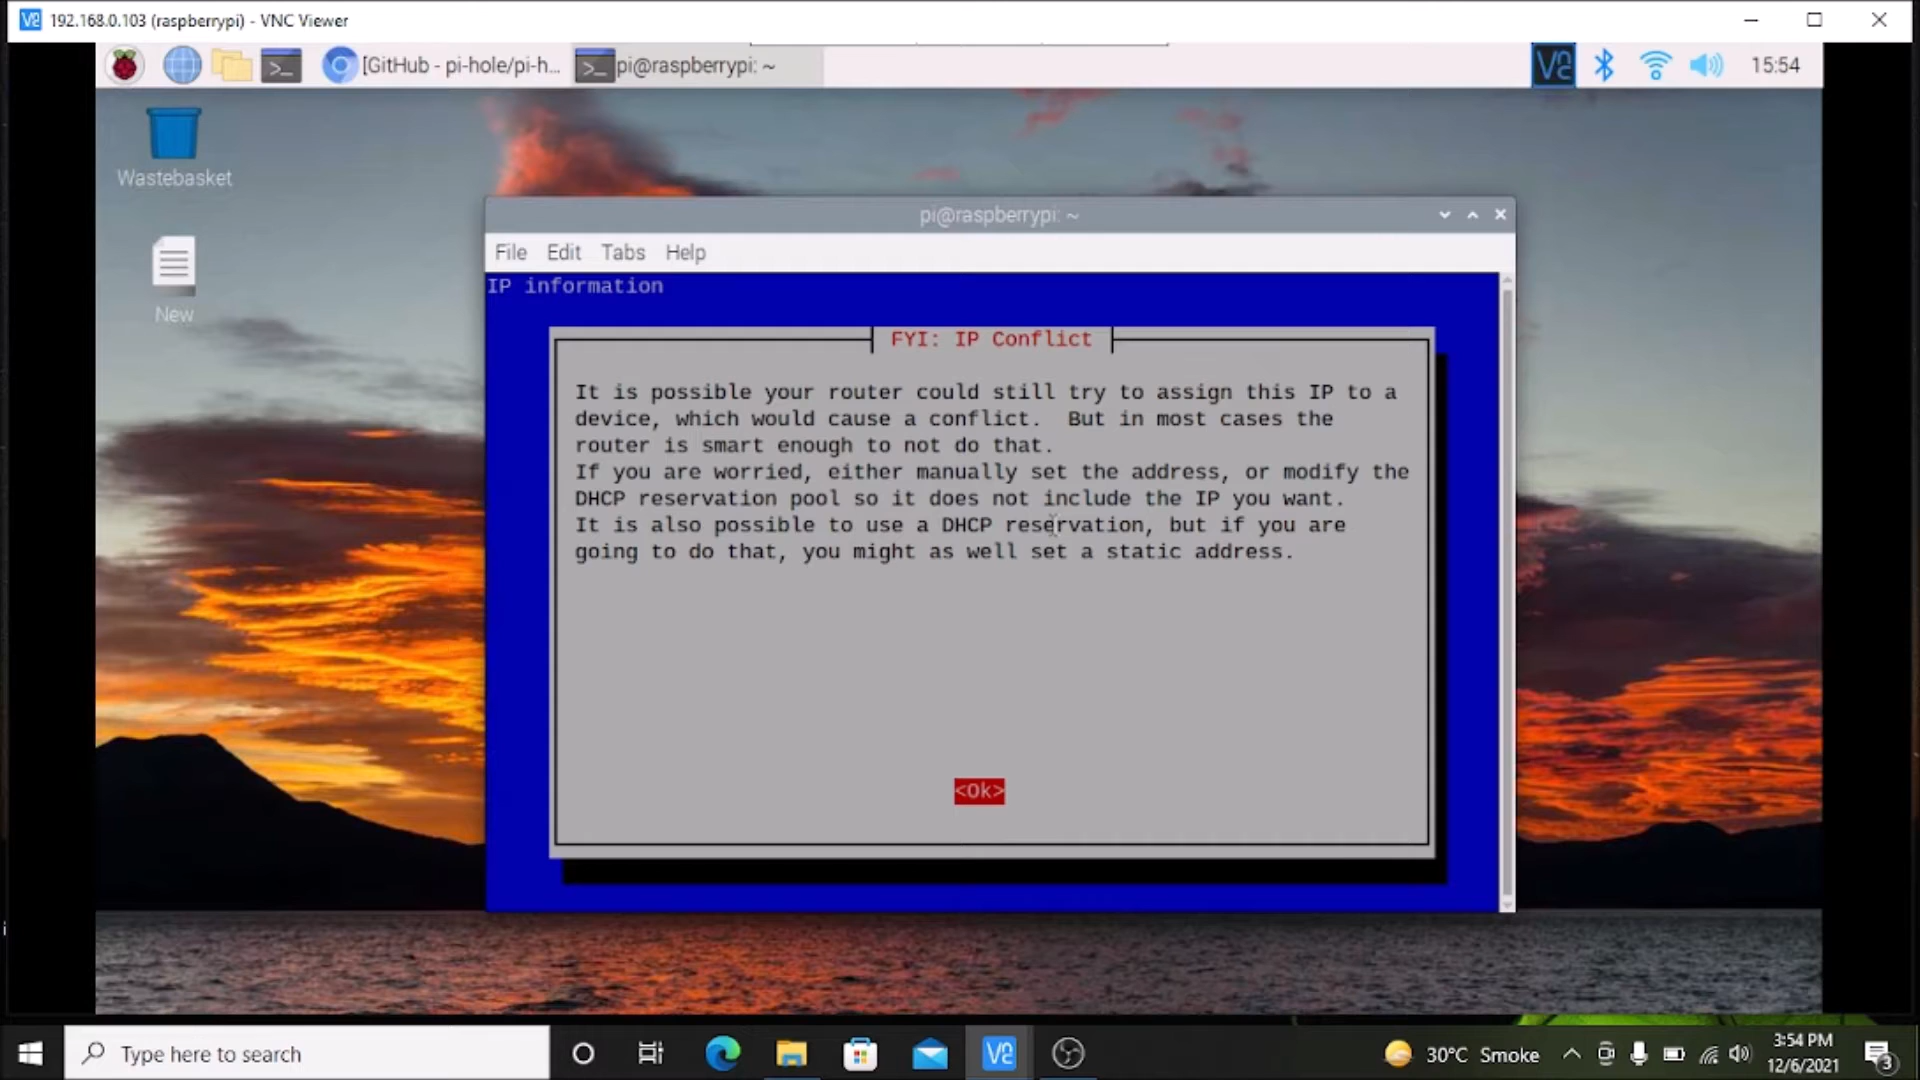 192.168.0.103 (raspberrypi) - VNC Viewer
[GitHub - pi-hole/pi-h...
pi@raspberrypi: ~
15:54
Wastebasket
New
pi@raspberrypi: ~
File Edit Tabs Help
IP information
FYI: IP Conflict
It is possible your router could still try to assign this IP to a
device, which would cause a conflict. But in most cases the
router is smart enough to not do that.
If you are worried, either manually set the address, or modify the
DHCP reservation pool so it does not include the IP you want.
It is also possible to use a DHCP reservation, but if you are
going to do that, you might as well set a static address.
<Ok>
Type here to search
30°C Smoke
3:54 PM
12/6/2021
3